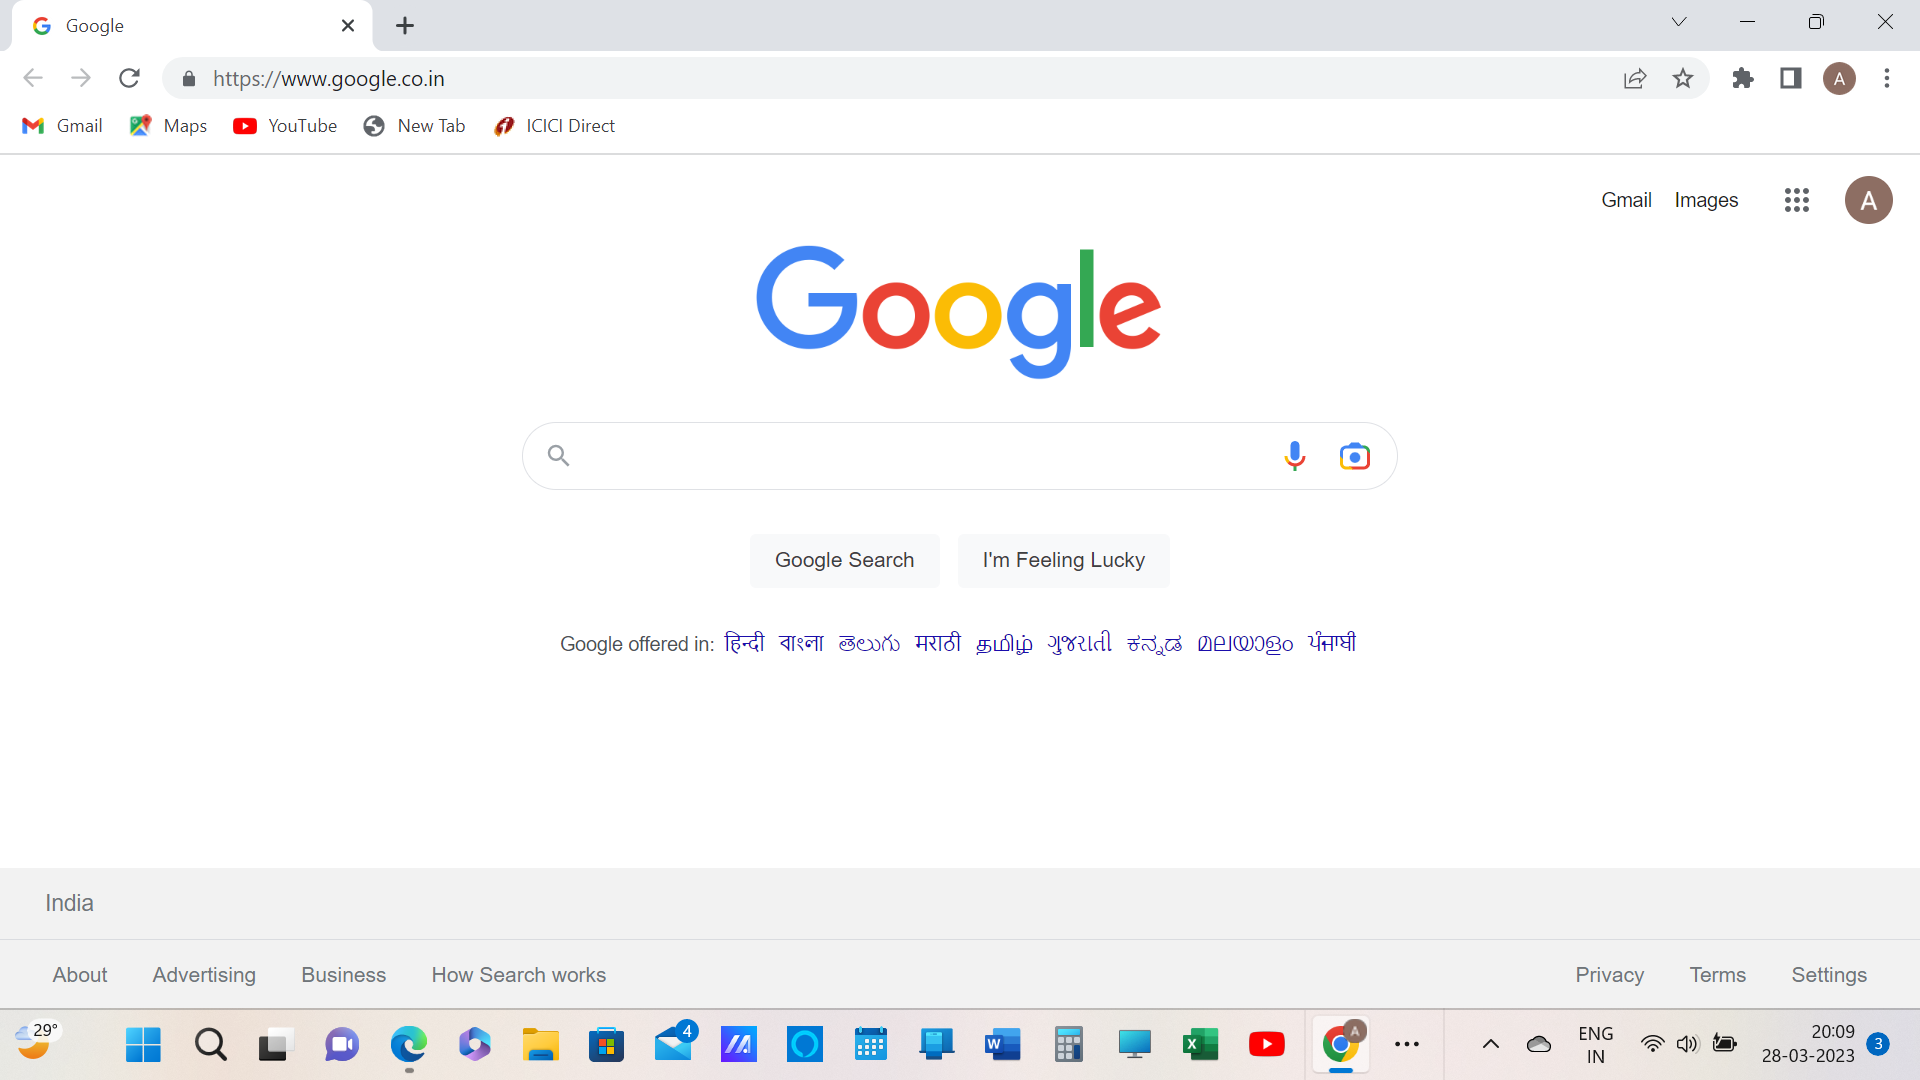 Google
https://www.google.co.in
A
Gmail Maps YouTube New Tab ICICI Direct
Gmail Images A
Google
Google Search I'm Feeling Lucky
Google offered in: हिन्दी বাংলা తెలుగు मराठी தமிழ் ગુજરાતી ಕನ್ನಡ മലയാളം ਪੰਜਾਬੀ
India
About Advertising Business How Search works Privacy Terms Settings
29° 4 A ENG 20:09 3
IN 28-03-2023